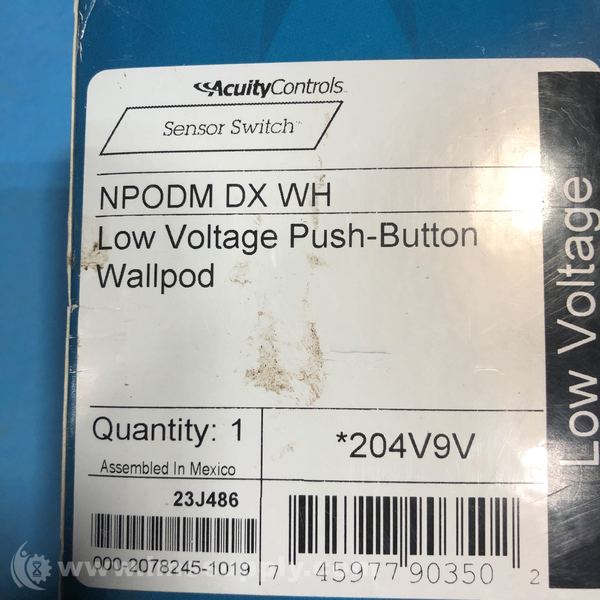 AcuityControls
Sensor Switch™
NPODM DX WH
Low Voltage Push-Button
Wallpod
Quantity: 1
Assembled In Mexico
*204V9V
23J486
000-2078245-1019
7 45977 90350 2
Low Voltage